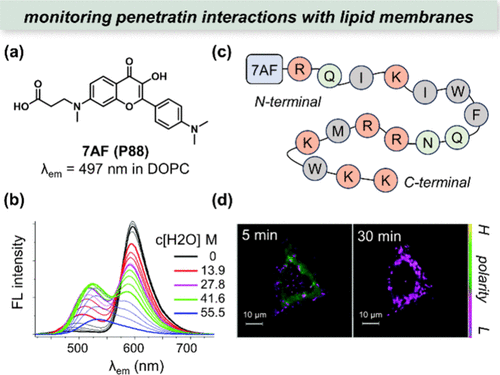 monitoring penetratin interactions with lipid membranes
(a)
O
OH
O
HO
N
O
N
7AF (P88)
λem = 497 nm in DOPC
(b)
FL intensity
c[H2O] M
0
13.9
27.8
41.6
55.5
500
600
700
λem (nm)
(c)
7AF R Q I K I W
N-terminal
F
K M R R N Q
W K K
C-terminal
(d)
5 min
10 µm
30 min
10 µm
H
polarity
L